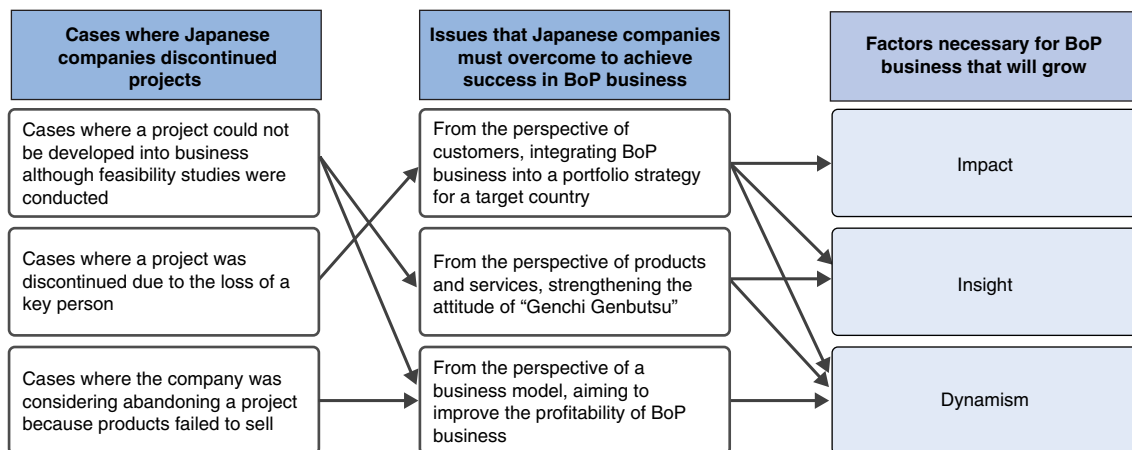 Cases where Japanese
companies discontinued
projects
Issues that Japanese companies
must overcome to achieve
success in BoP business
Factors necessary for BoP
business that will grow
Cases where a project could not
be developed into business
although feasibility studies were
conducted
From the perspective of
customers, integrating BoP
business into a portfolio strategy
for a target country
Impact
Cases where a project was
discontinued due to the loss of a
key person
From the perspective of products
and services, strengthening the
attitude of “Genchi Genbutsu”
Insight
Cases where the company was
considering abandoning a project
because products failed to sell
From the perspective of a
business model, aiming to
improve the profitability of BoP
business
Dynamism